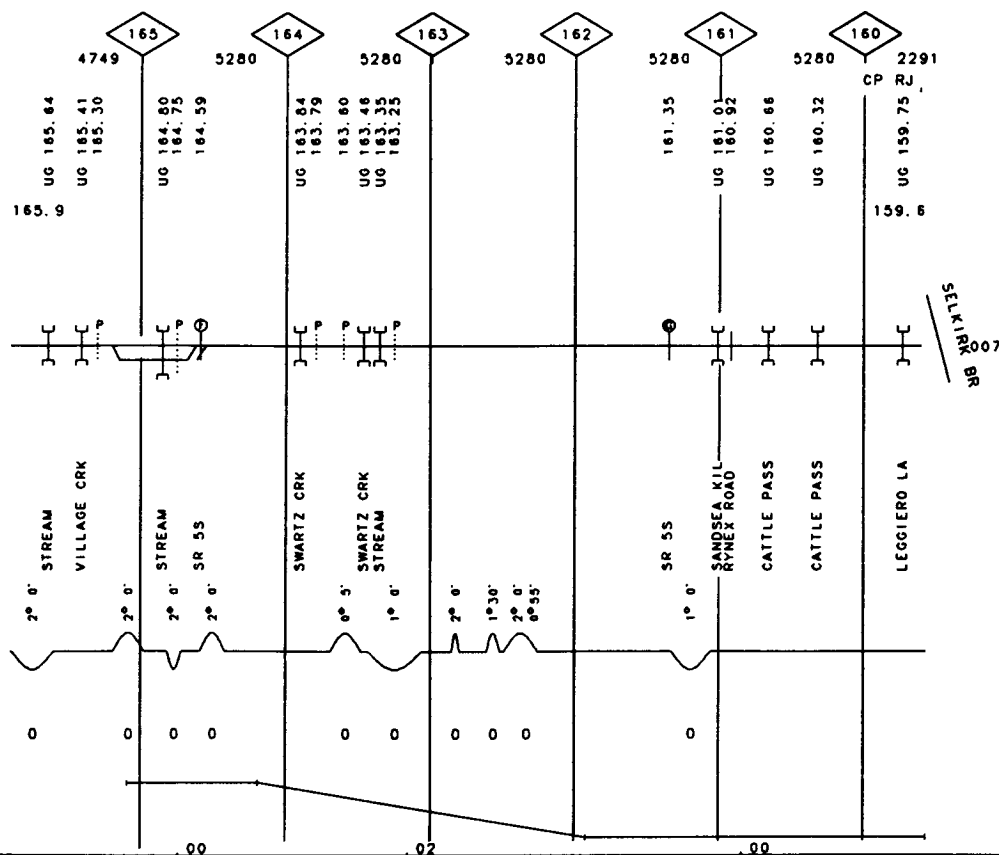 165 164 163 162 161 160
4749 5280 5280 5280 5280 5280 2291
CP RJ
UG 165.64
UG 165.41
165.30
UG 164.80
164.75
164.59
UG 163.84
163.79
163.60
UG 163.46
UG 163.35
163.25
161.35
UG 161.01
160.92
UG 160.66
UG 160.32
UG 159.75
165.9 159.6
P P F P P P
SELKIRK BR
007
STREAM
VILLAGE CRK
STREAM
SR 5S
SWARTZ CRK
SWARTZ CRK
STREAM
SR 5S
SANDSEA KIL
RYNEX ROAD
CATTLE PASS
CATTLE PASS
LEGGIERO LA
2° 0'
2° 0'
2° 0'
2° 0'
0° 5'
1° 0'
2° 0'
1°30'
2° 0'
0°55'
1° 0'
0 0 0 0 0 0 0 0 0 0
.00 .02 .00